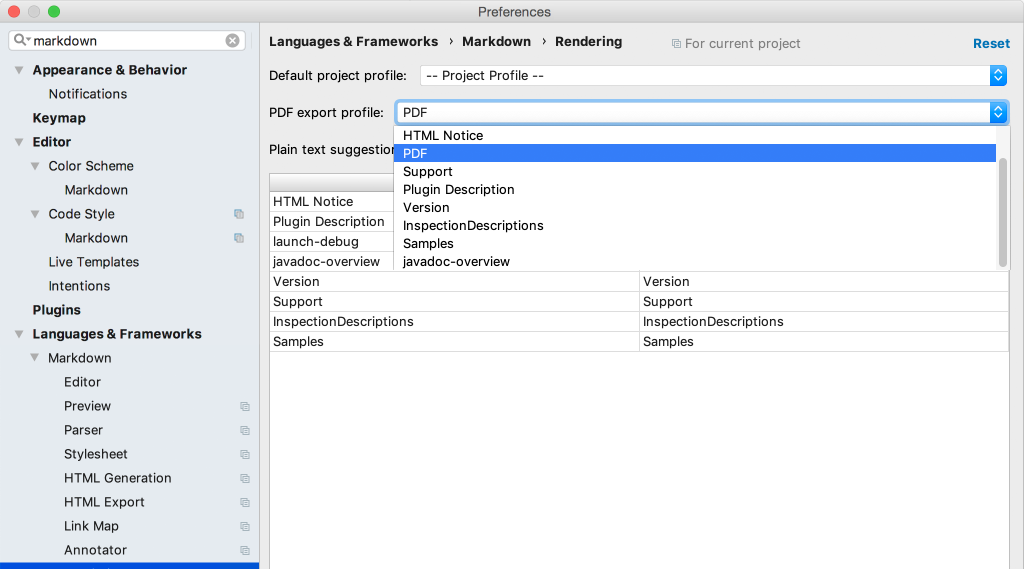 Preferences
markdown
Appearance & Behavior
Notifications
Keymap
Editor
Color Scheme
Markdown
Code Style
Markdown
Live Templates
Intentions
Plugins
Languages & Frameworks
Markdown
Editor
Preview
Parser
Stylesheet
HTML Generation
HTML Export
Link Map
Annotator
Languages & Frameworks › Markdown › Rendering
For current project
Reset
Default project profile: -- Project Profile --
PDF export profile: PDF
Plain text suggestion
HTML Notice
PDF
Support
Plugin Description
Version
InspectionDescriptions
Samples
javadoc-overview
HTML Notice
Plugin Description
launch-debug
javadoc-overview
Version Version
Support Support
InspectionDescriptions InspectionDescriptions
Samples Samples